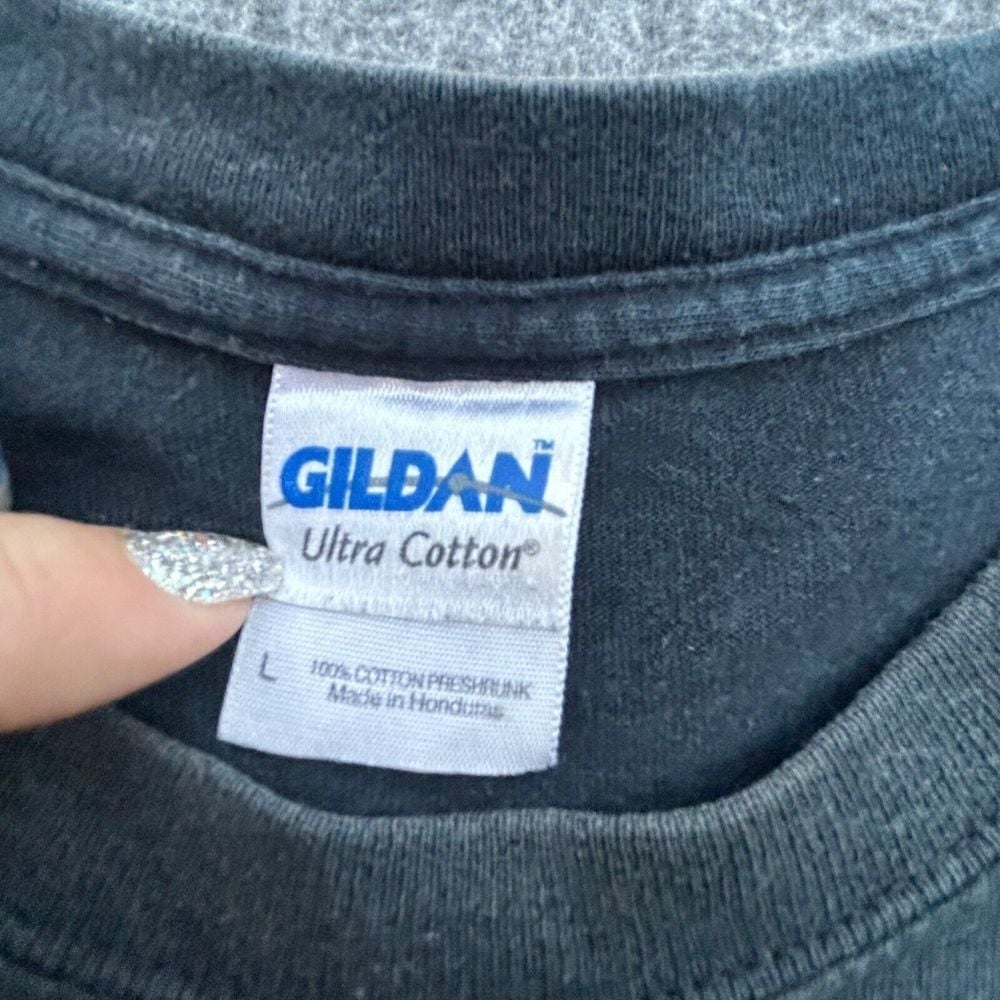 GILDAN™
Ultra Cotton®
L 100% COTTON PRESHRUNK
Made in Honduras